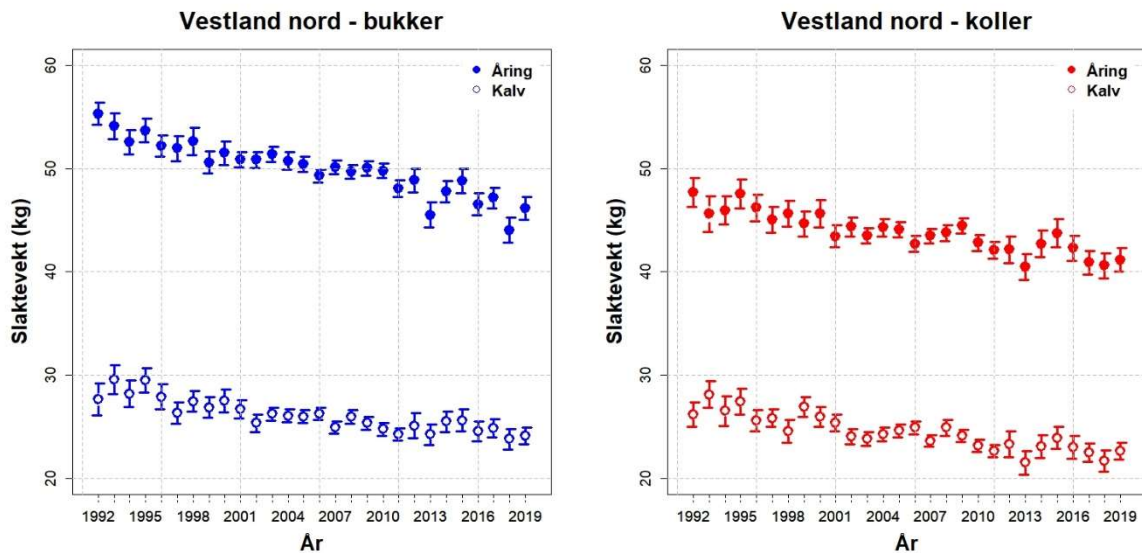 Vestland nord - bukker
60
50
40
30
20
Slaktevekt (kg)
Åring
Kalv
1992 1995 1998 2001 2004 2007 2010 2013 2016 2019
År
Vestland nord - koller
60
50
40
30
20
Slaktevekt (kg)
Åring
Kalv
1992 1995 1998 2001 2004 2007 2010 2013 2016 2019
År